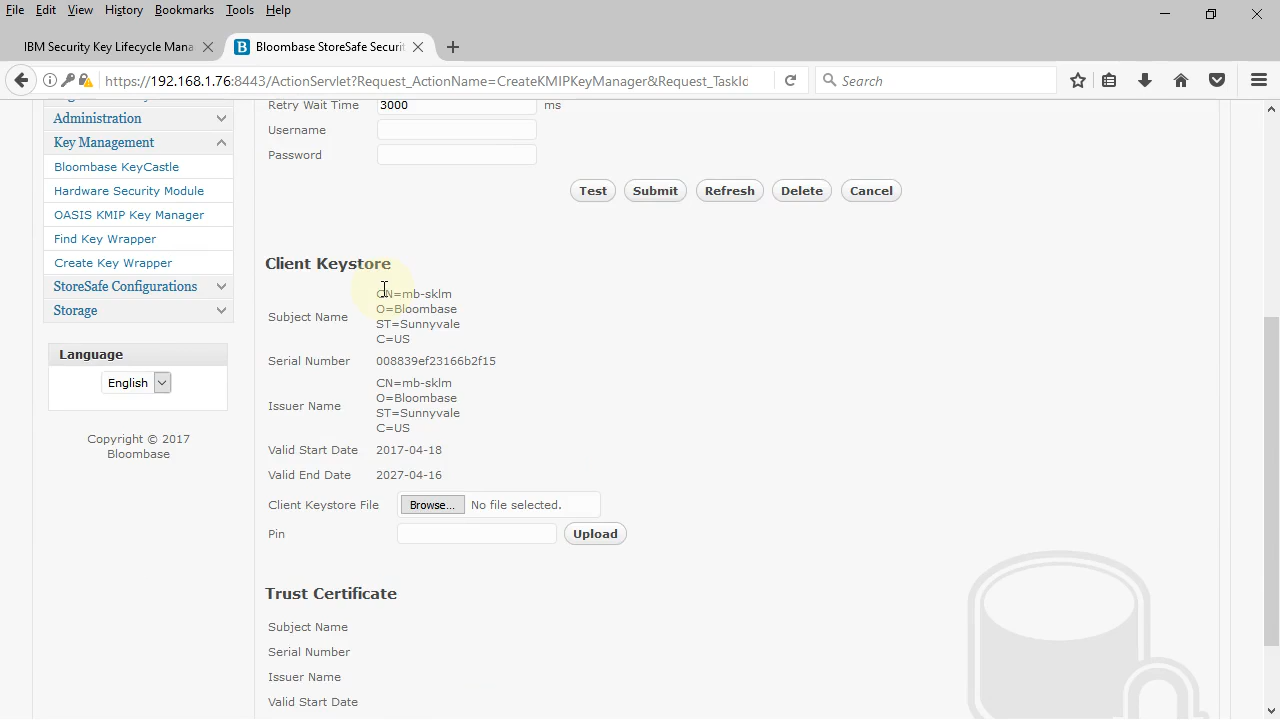 File Edit View History Bookmarks Tools Help
IBM Security Key Lifecycle Mana
Bloombase StoreSafe Securit
https://192.168.1.76:8443/ActionServlet?Request_ActionName=CreateKMIPKeyManager&Request_TaskId
Search
Administration
Key Management
Bloombase KeyCastle
Hardware Security Module
OASIS KMIP Key Manager
Find Key Wrapper
Create Key Wrapper
StoreSafe Configurations
Storage
Language
English
Copyright © 2017
Bloombase
Retry Wait Time 3000 ms
Username
Password
Test Submit Refresh Delete Cancel
Client Keystore
Subject Name
CN=mb-sklm
O=Bloombase
ST=Sunnyvale
C=US
Serial Number 008839ef23166b2f15
Issuer Name
CN=mb-sklm
O=Bloombase
ST=Sunnyvale
C=US
Valid Start Date 2017-04-18
Valid End Date 2027-04-16
Client Keystore File Browse... No file selected.
Pin Upload
Trust Certificate
Subject Name
Serial Number
Issuer Name
Valid Start Date